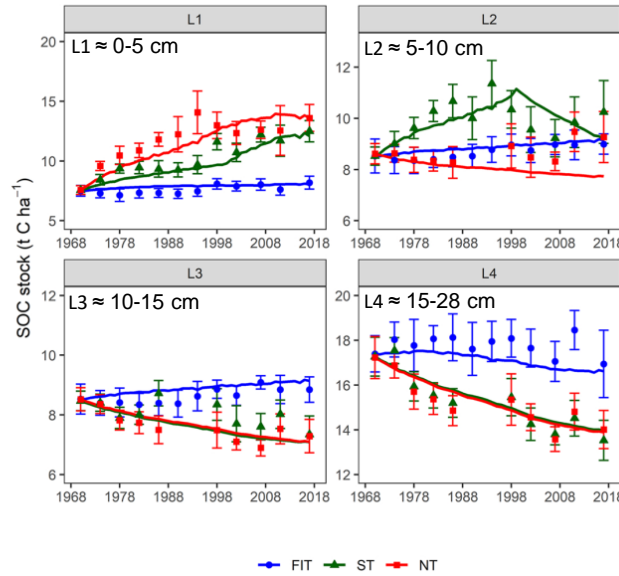 L1
L2
L1 ≈ 0-5 cm
L2 ≈ 5-10 cm
20
15
10
5
12
10
8
6
1968 1978 1988 1998 2008 2018
1968 1978 1988 1998 2008 2018
SOC stock (t C ha⁻¹)
L3
L4
L3 ≈ 10-15 cm
L4 ≈ 15-28 cm
12
10
8
6
20
18
16
14
12
1968 1978 1988 1998 2008 2018
1968 1978 1988 1998 2008 2018
FIT ST NT